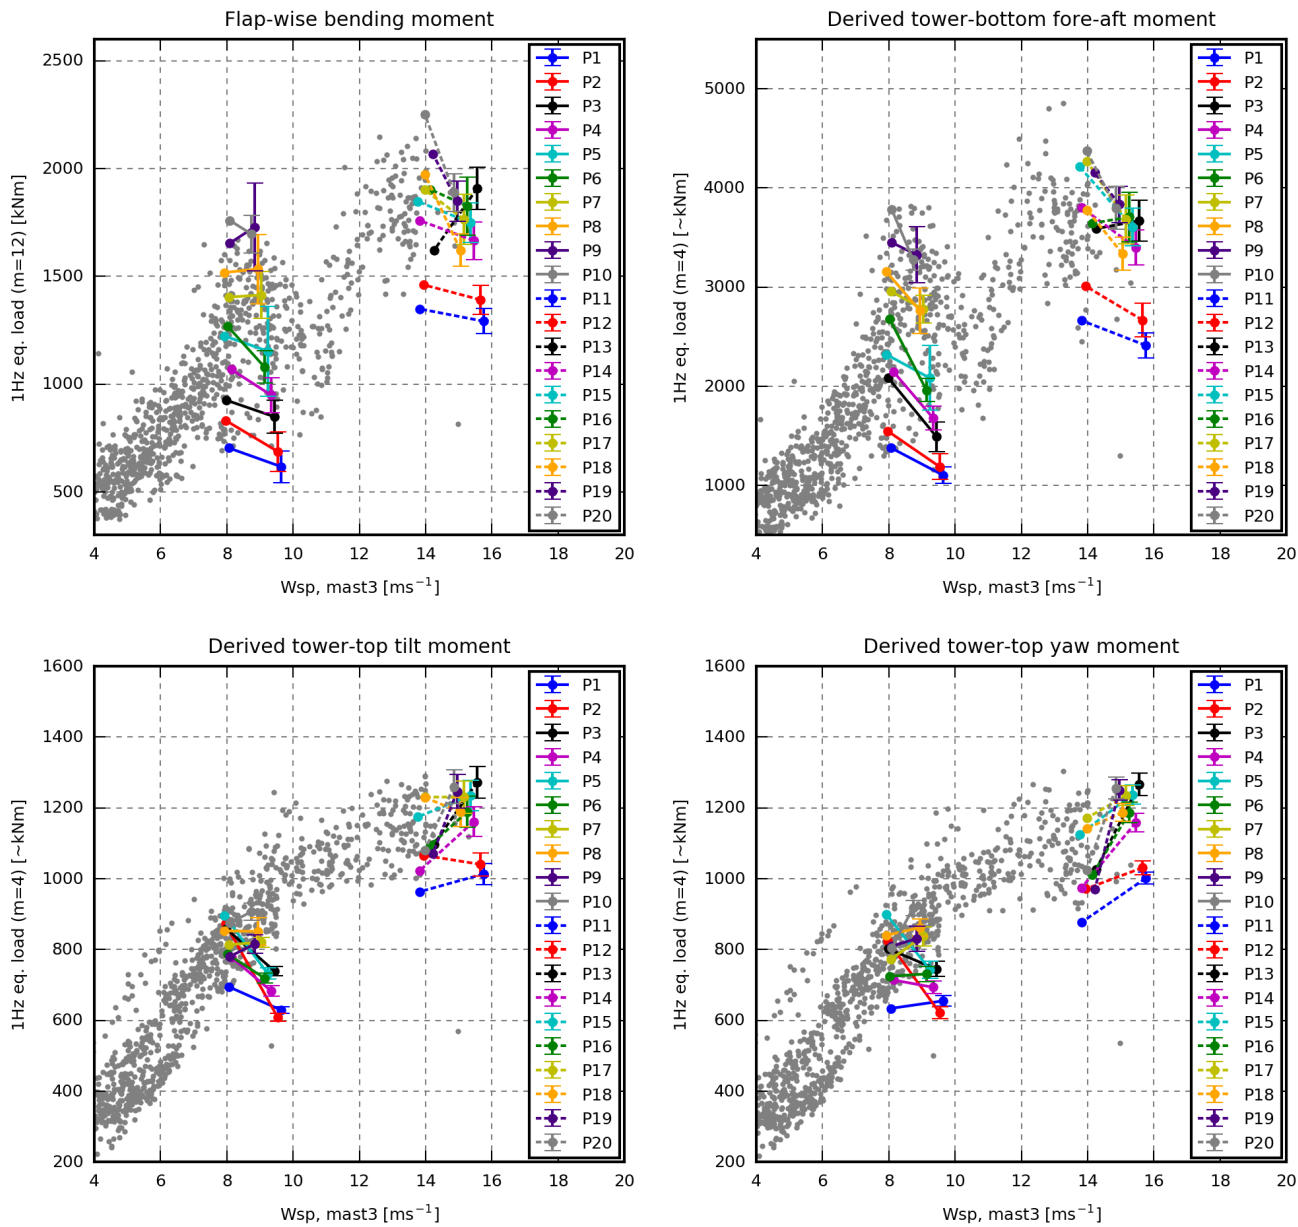 Flap-wise bending moment
1Hz eq. load (m=12) [kNm]
2500
2000
1500
1000
500
4 6 8 10 12 14 16 18 20
Wsp, mast3 [ms⁻¹]
P1
P2
P3
P4
P5
P6
P7
P8
P9
P10
P11
P12
P13
P14
P15
P16
P17
P18
P19
P20
Derived tower-bottom fore-aft moment
1Hz eq. load (m=4) [~kNm]
5000
4000
3000
2000
1000
4 6 8 10 12 14 16 18 20
Wsp, mast3 [ms⁻¹]
P1
P2
P3
P4
P5
P6
P7
P8
P9
P10
P11
P12
P13
P14
P15
P16
P17
P18
P19
P20
Derived tower-top tilt moment
1Hz eq. load (m=4) [~kNm]
1600
1400
1200
1000
800
600
400
200
4 6 8 10 12 14 16 18 20
Wsp, mast3 [ms⁻¹]
P1
P2
P3
P4
P5
P6
P7
P8
P9
P10
P11
P12
P13
P14
P15
P16
P17
P18
P19
P20
Derived tower-top yaw moment
1Hz eq. load (m=4) [~kNm]
1600
1400
1200
1000
800
600
400
200
4 6 8 10 12 14 16 18 20
Wsp, mast3 [ms⁻¹]
P1
P2
P3
P4
P5
P6
P7
P8
P9
P10
P11
P12
P13
P14
P15
P16
P17
P18
P19
P20